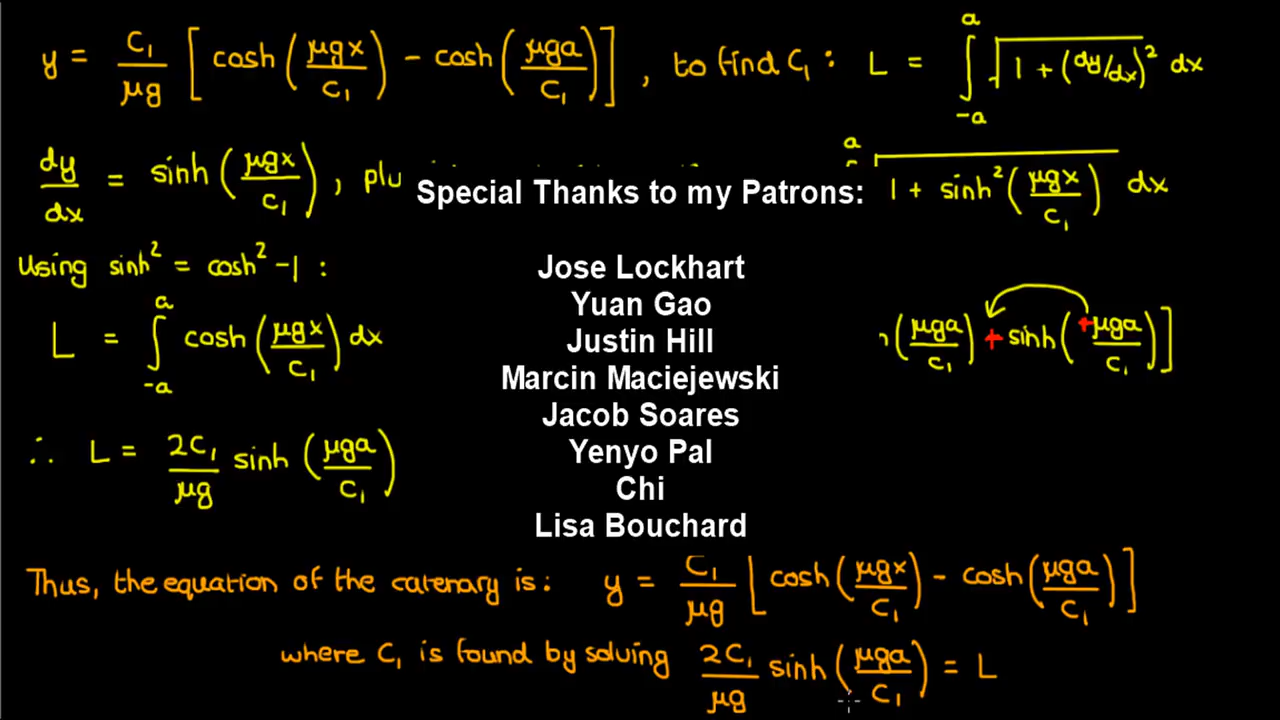 y = C₁/μg [cosh(μgx/C₁) - cosh(μga/C₁)], to find C₁: L = ∫_{-a}^{a} √(1 + (dy/dx)²) dx
dy/dx = sinh(μgx/C₁), plu
a 1 + sinh²(μgx/C₁) dx
Special Thanks to my Patrons:
Jose Lockhart
Yuan Gao
Justin Hill
Marcin Maciejewski
Jacob Soares
Yenyo Pal
Chi
Lisa Bouchard
using sinh² = cosh² -1 :
L = ∫_{-a}^{a} cosh(μgx/C₁) dx
(μga/C₁) + sinh(+μga/C₁)]
∴ L = 2C₁/μg sinh(μga/C₁)
Thus, the equation of the catenary is: y = C₁/μg [cosh(μgx/C₁) - cosh(μga/C₁)]
where C₁ is found by solving 2C₁/μg sinh(μga/C₁) = L